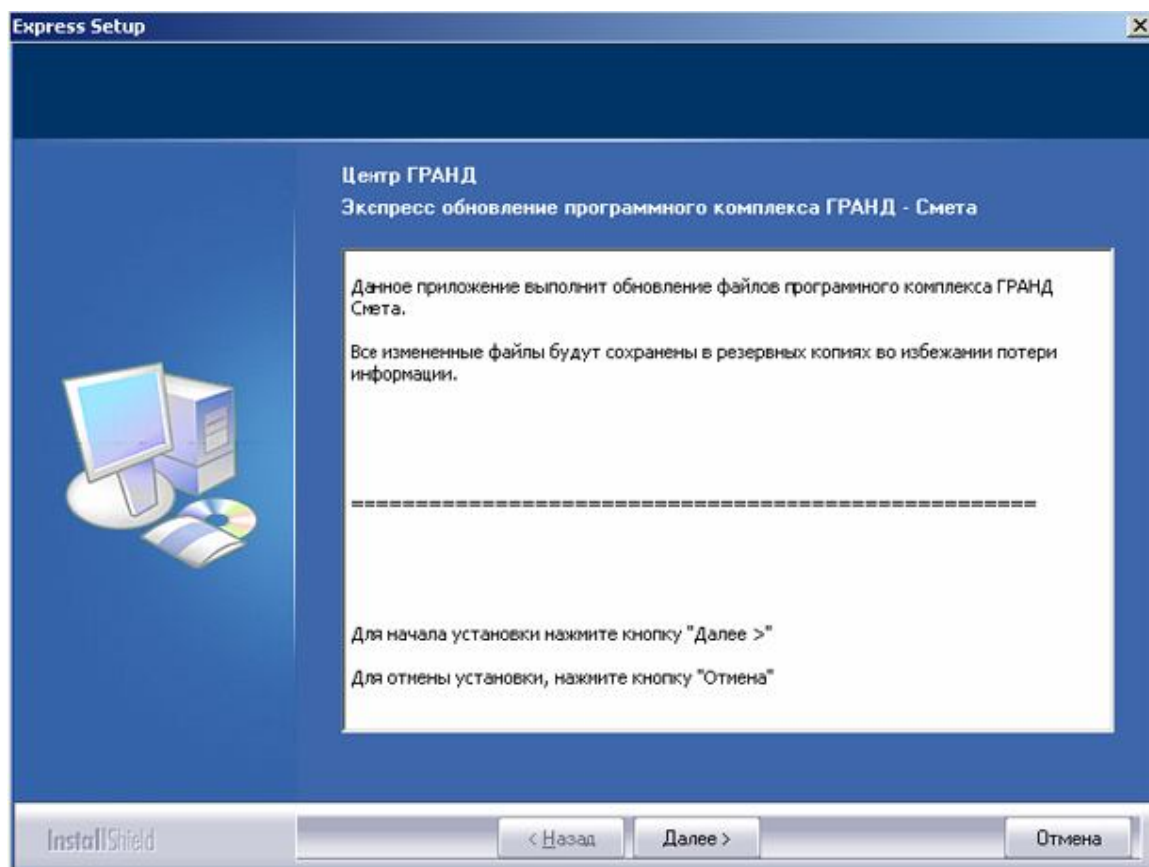 Express Setup
Центр ГРАНД
Экспресс обновление программного комплекса ГРАНД - Смета
Данное приложение выполнит обновление файлов программного комплекса ГРАНД
Смета.
Все измененные файлы будут сохранены в резервных копиях во избежании потери
информации.
=====================================================
Для начала установки нажмите кнопку "Далее >"
Для отмены установки, нажмите кнопку "Отмена"
InstallShield
< Назад
Далее >
Отмена